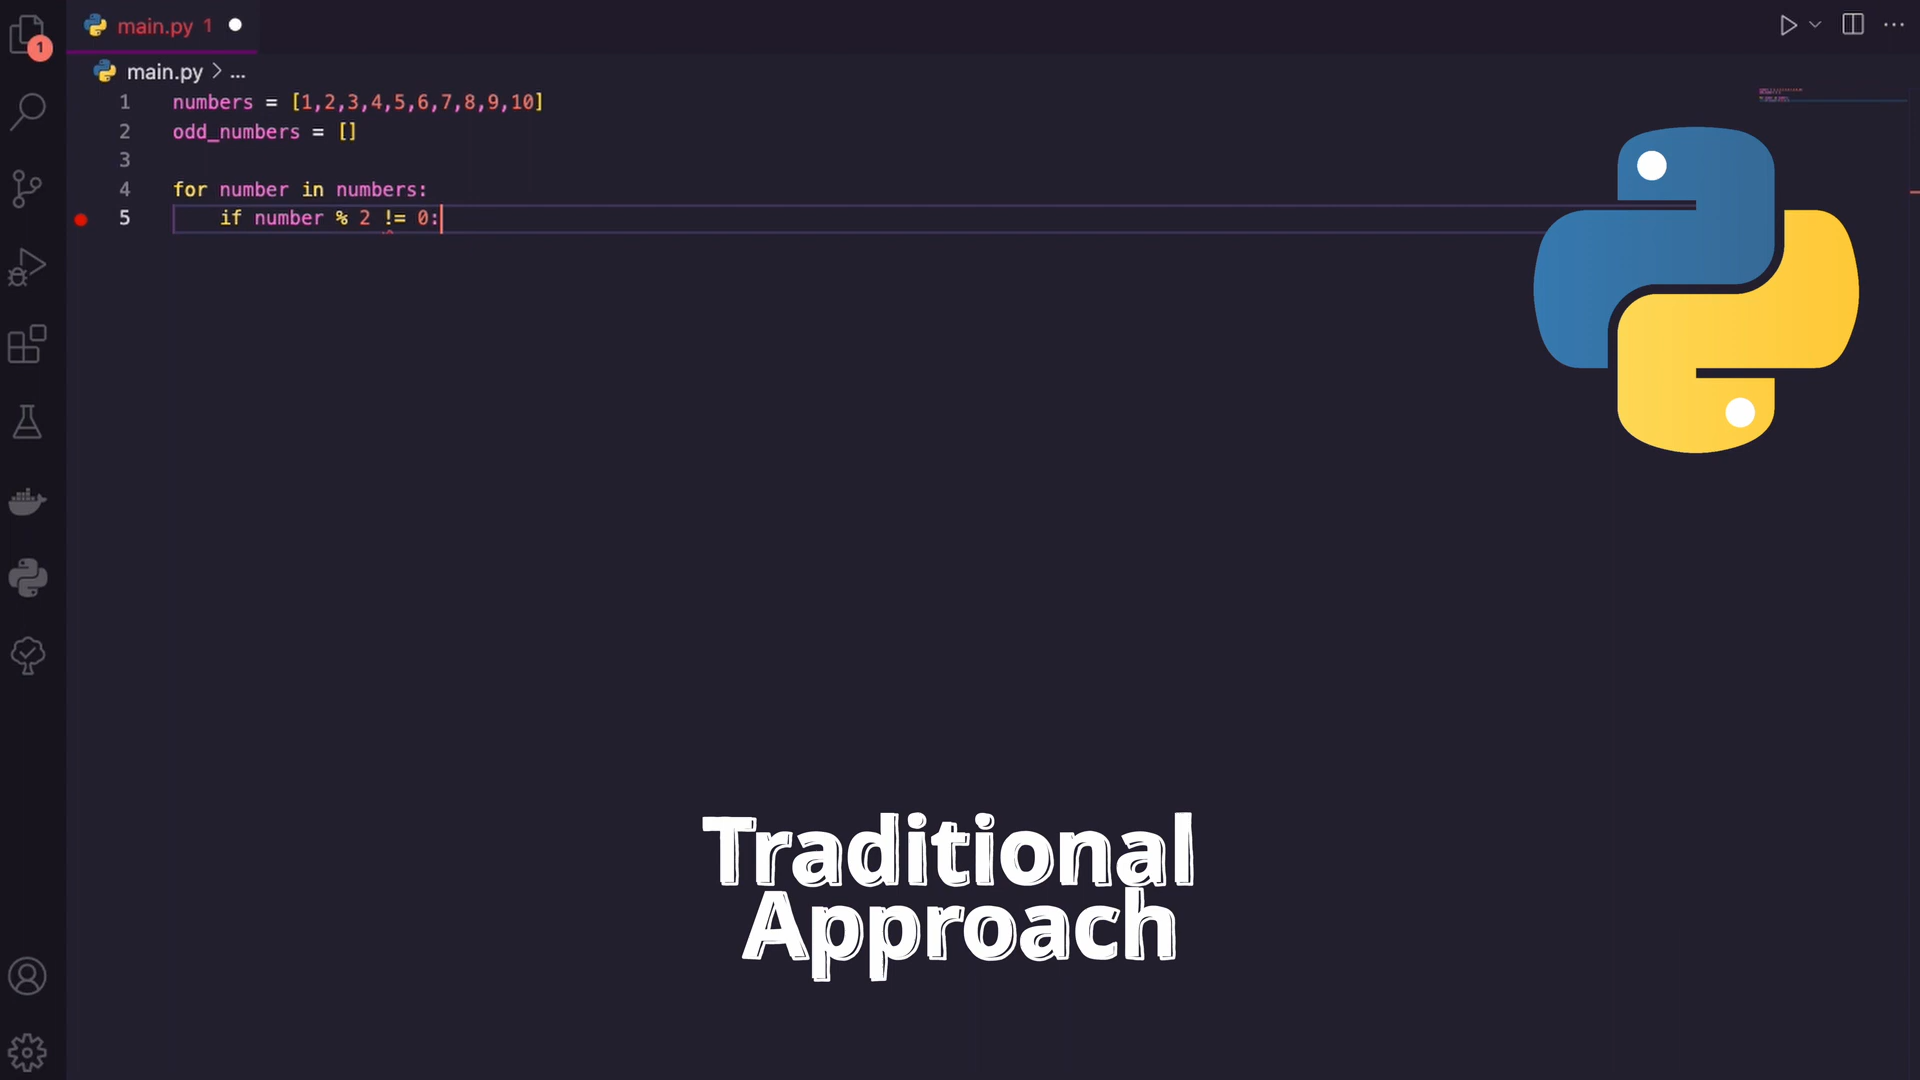 main.py 1
1
main.py > ...
1 numbers = [1,2,3,4,5,6,7,8,9,10]
2 odd_numbers = []
3
4 for number in numbers:
5     if number % 2 != 0:
Traditional
Approach